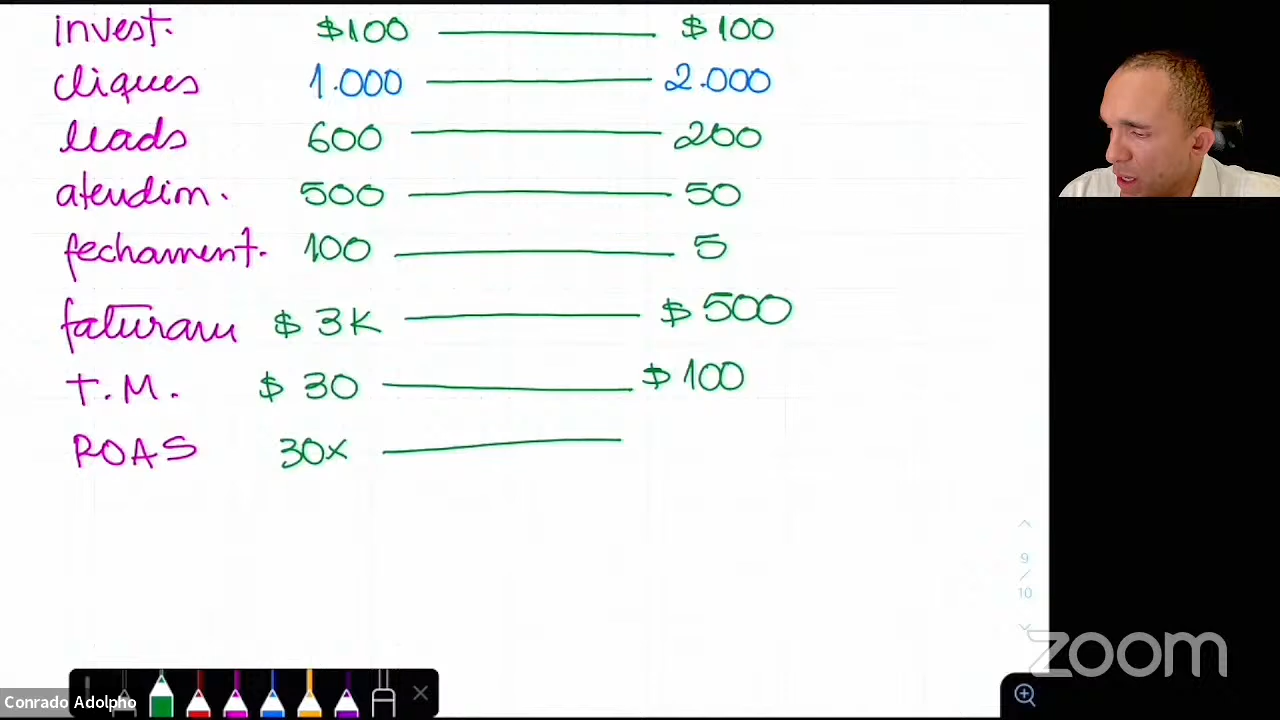 invest. $100 $100
cliques 1.000 2.000
leads 600 200
atendim. 500 50
fechament. 100 5
faturam $ 3K $ 500
T.M. $ 30 $ 100
ROAS 30x
9
/
10
zoom
Conrado Adolpho